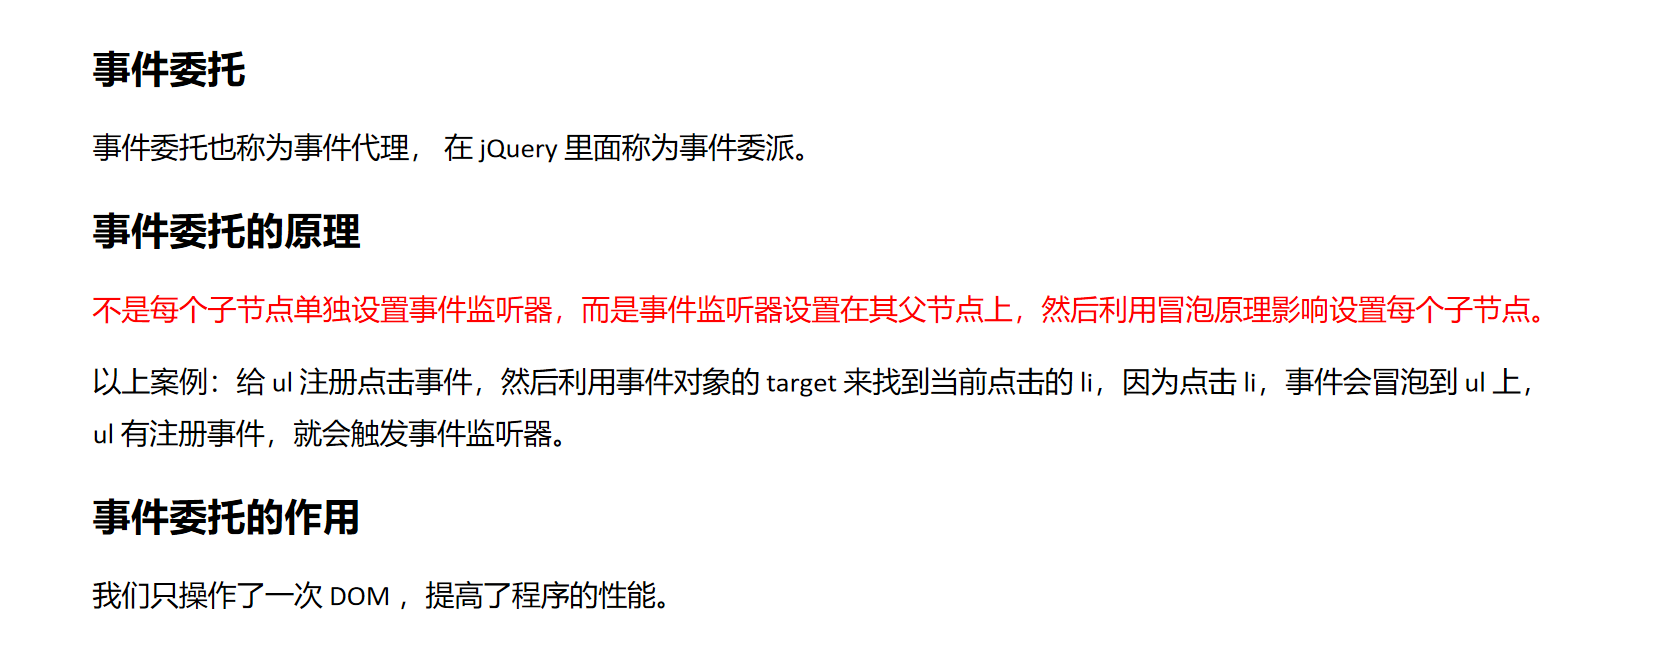 事件委托
事件委托也称为事件代理， 在 jQuery 里面称为事件委派。
事件委托的原理
不是每个子节点单独设置事件监听器，而是事件监听器设置在其父节点上，然后利用冒泡原理影响设置每个子节点。
以上案例：给 ul 注册点击事件，然后利用事件对象的 target 来找到当前点击的 li，因为点击 li，事件会冒泡到 ul 上，
ul 有注册事件，就会触发事件监听器。
事件委托的作用
我们只操作了一次 DOM ，提高了程序的性能。